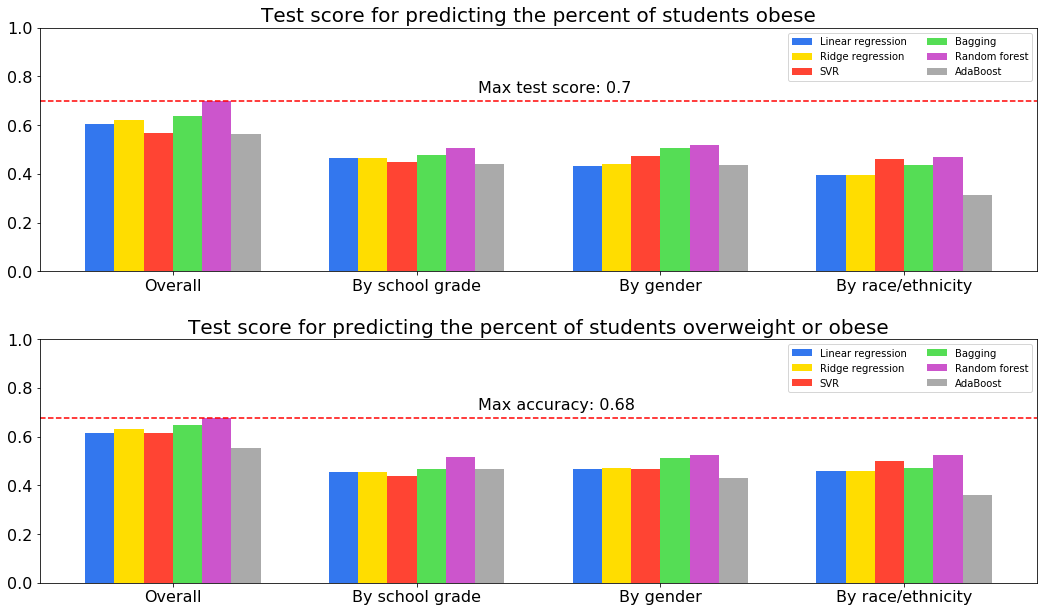 Test score for predicting the percent of students obese
1.0
0.8
0.6
0.4
0.2
0.0
Max test score: 0.7
Linear regression
Ridge regression
SVR
Bagging
Random forest
AdaBoost
Overall
By school grade
By gender
By race/ethnicity
Test score for predicting the percent of students overweight or obese
1.0
0.8
0.6
0.4
0.2
0.0
Max accuracy: 0.68
Linear regression
Ridge regression
SVR
Bagging
Random forest
AdaBoost
Overall
By school grade
By gender
By race/ethnicity